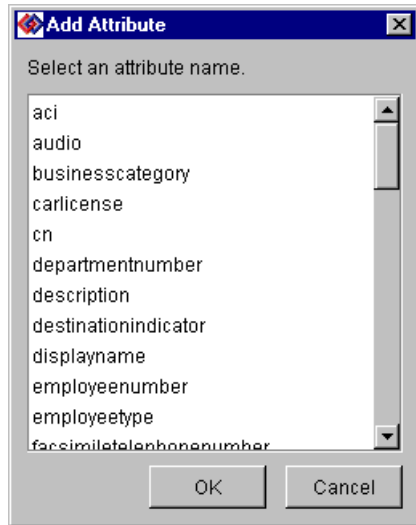 Add Attribute
Select an attribute name.
aci
audio
businesscategory
carlicense
cn
departmentnumber
description
destinationindicator
displayname
employeenumber
employeetype
facsimiletelephonenumber
OK Cancel